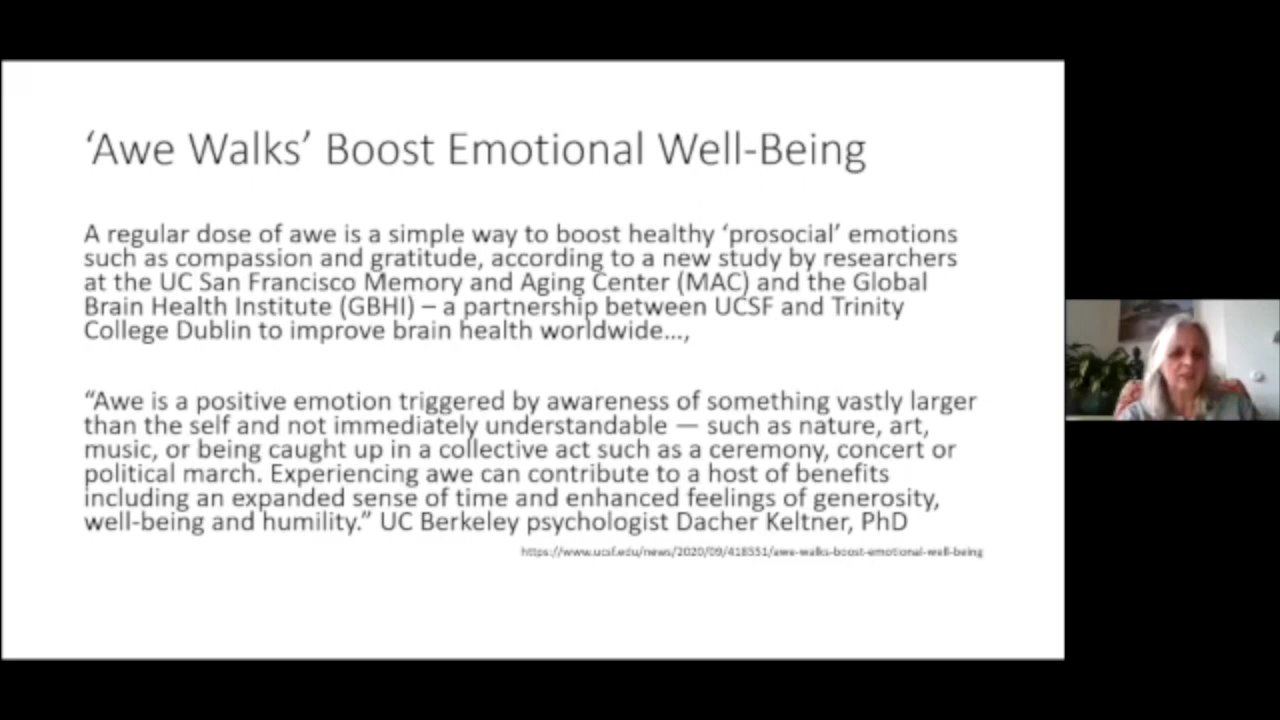 ‘Awe Walks’ Boost Emotional Well-Being
A regular dose of awe is a simple way to boost healthy ‘prosocial’ emotions
such as compassion and gratitude, according to a new study by researchers
at the UC San Francisco Memory and Aging Center (MAC) and the Global
Brain Health Institute (GBHI) – a partnership between UCSF and Trinity
College Dublin to improve brain health worldwide...,
“Awe is a positive emotion triggered by awareness of something vastly larger
than the self and not immediately understandable — such as nature, art,
music, or being caught up in a collective act such as a ceremony, concert or
political march. Experiencing awe can contribute to a host of benefits
including an expanded sense of time and enhanced feelings of generosity,
well-being and humility.” UC Berkeley psychologist Dacher Keltner, PhD
https://www.ucsf.edu/news/2020/09/418551/awe-walks-boost-emotional-well-being